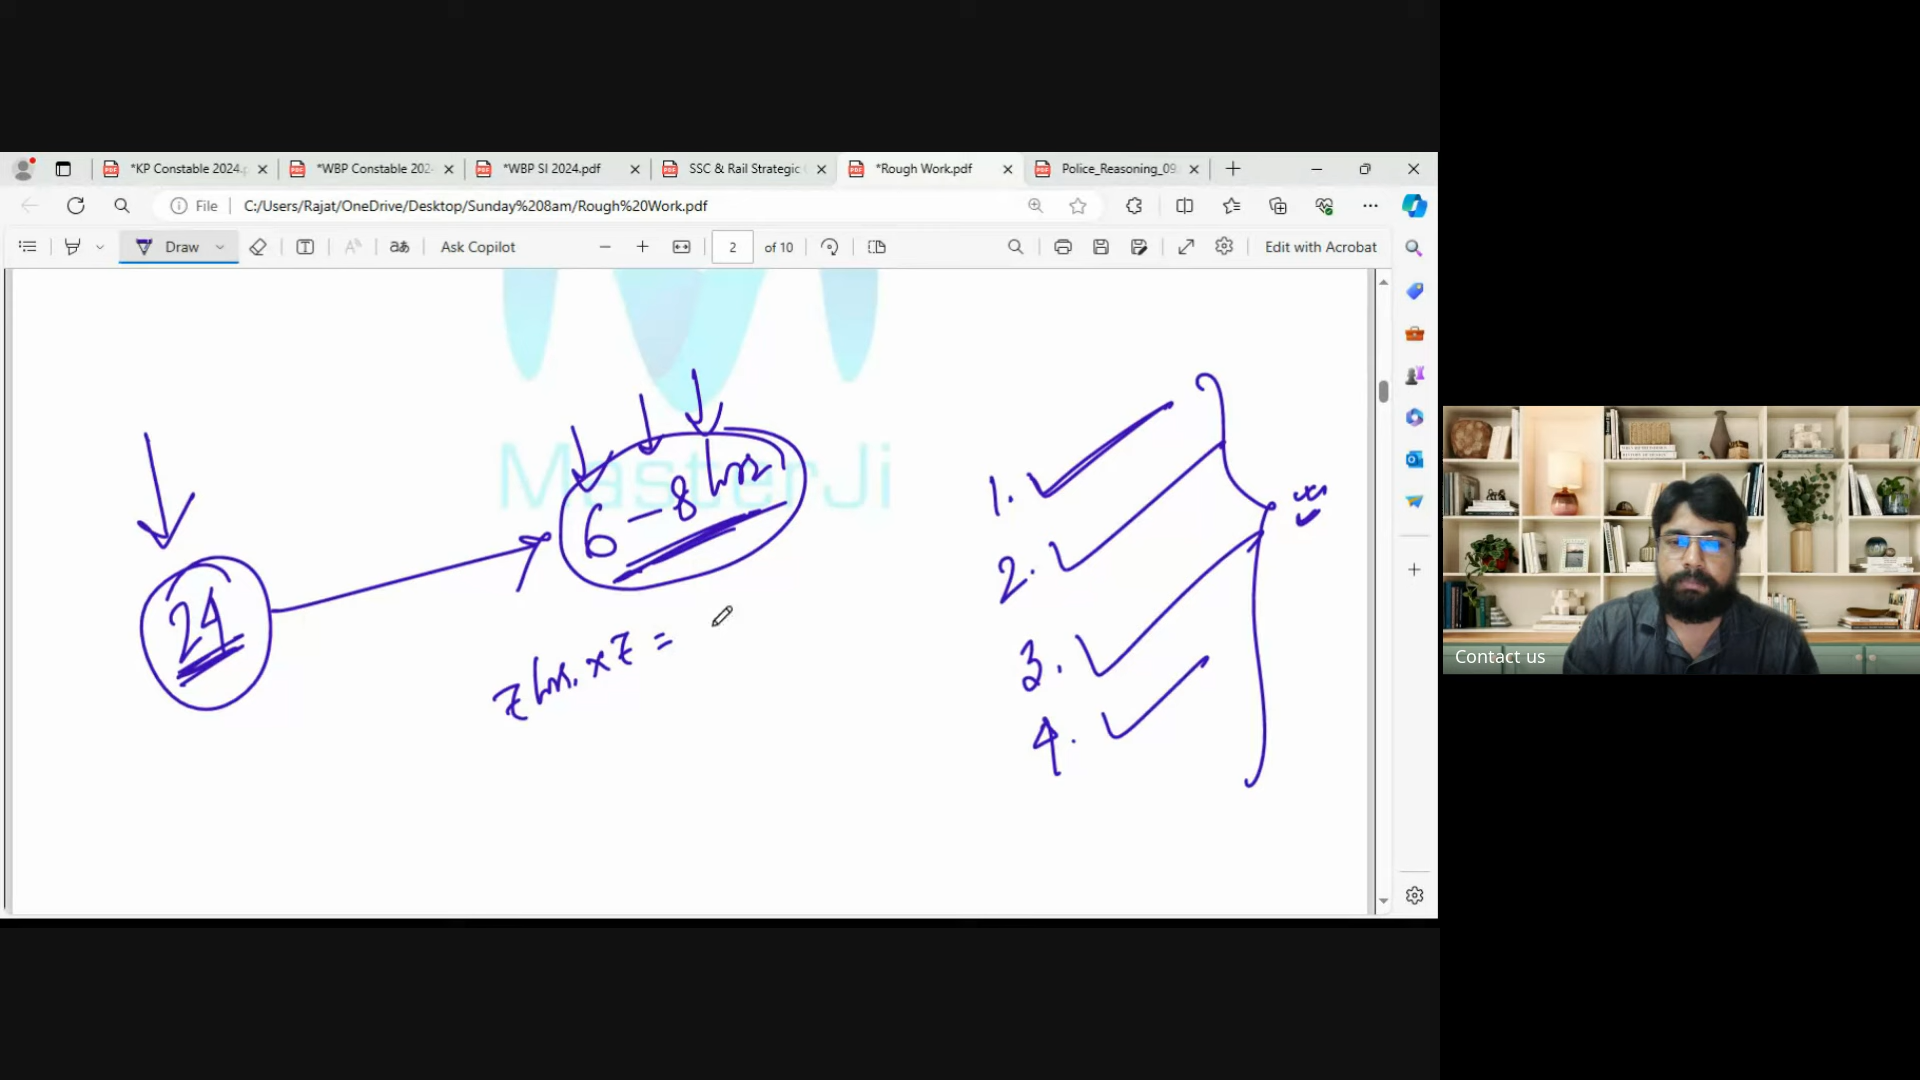 *KP Constable 2024.p
*WBP Constable 202
*WBP SI 2024.pdf
SSC & Rail Strategic
*Rough Work.pdf
Police_Reasoning_09
File
C:/Users/Rajat/OneDrive/Desktop/Sunday%208am/Rough%20Work.pdf
Draw
Ask Copilot
2
of 10
Edit with Acrobat
MasterJi
24
6 – 8 hrs
7 hrs. × 7 =
1.
2.
3.
4.
Contact us